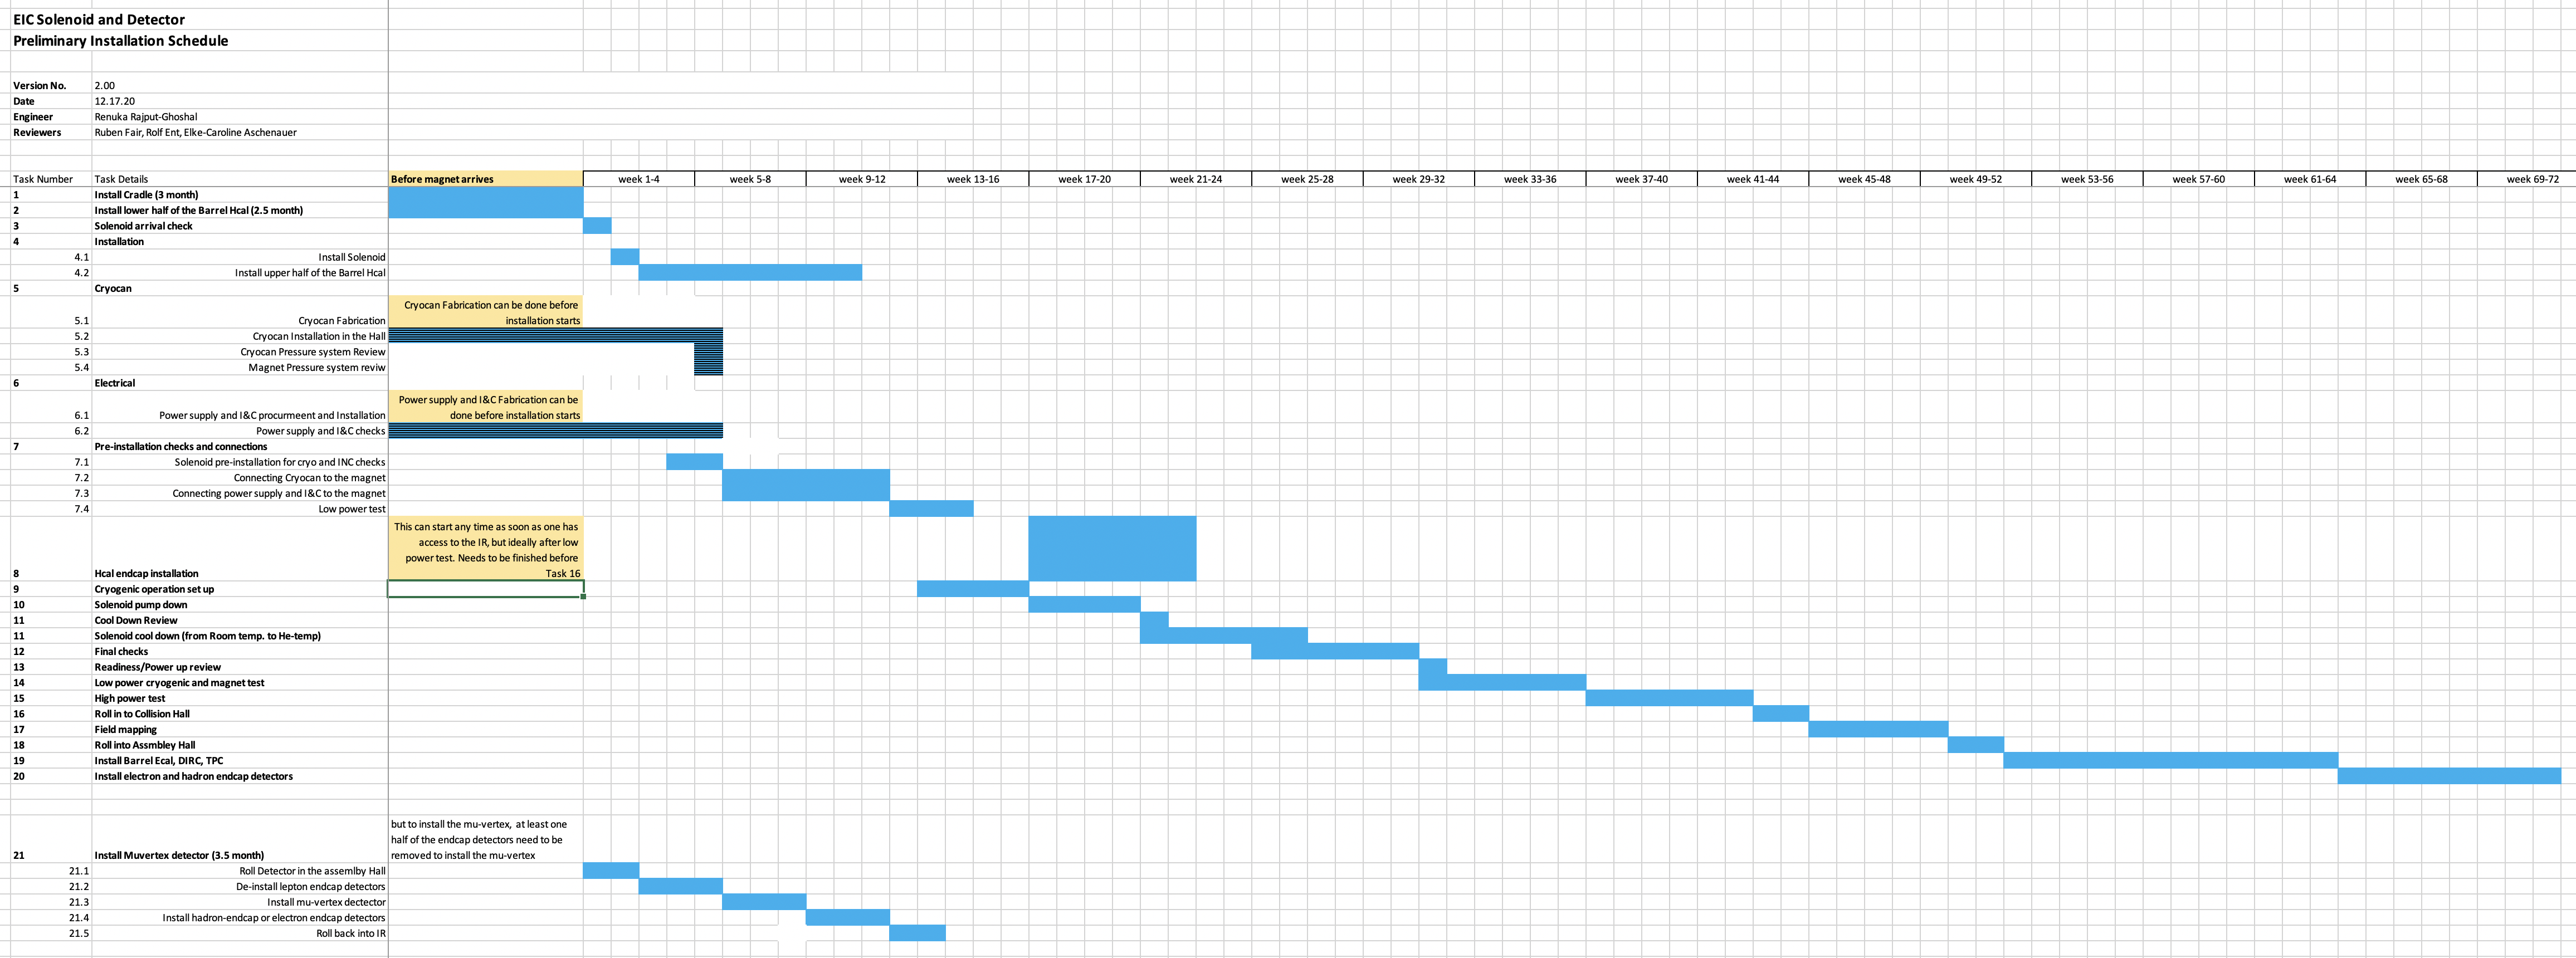 EIC Solenoid and Detector
Preliminary Installation Schedule
Version No. 2.00
Date 12.17.20
Engineer Renuka Rajput-Ghoshal
Reviewers Ruben Fair, Rolf Ent, Elke-Caroline Aschenauer
Task Number Task Details Before magnet arrives week 1-4 week 5-8 week 9-12 week 13-16 week 17-20 week 21-24 week 25-28 week 29-32 week 33-36 week 37-40 week 41-44 week 45-48 week 49-52 week 53-56 week 57-60 week 61-64 week 65-68 week 69-72
1 Install Cradle (3 month)
2 Install lower half of the Barrel Hcal (2.5 month)
3 Solenoid arrival check
4 Installation
4.1 Install Solenoid
4.2 Install upper half of the Barrel Hcal
5 Cryocan
Cryocan Fabrication can be done before
5.1 Cryocan Fabrication installation starts
5.2 Cryocan Installation in the Hall
5.3 Cryocan Pressure system Review
5.4 Magnet Pressure system reviw
6 Electrical
Power supply and I&C Fabrication can be
6.1 Power supply and I&C procurmeent and Installation done before installation starts
6.2 Power supply and I&C checks
7 Pre-installation checks and connections
7.1 Solenoid pre-installation for cryo and INC checks
7.2 Connecting Cryocan to the magnet
7.3 Connecting power supply and I&C to the magnet
7.4 Low power test
This can start any time as soon as one has
access to the IR, but ideally after low
power test. Needs to be finished before
8 Hcal endcap installation Task 16
9 Cryogenic operation set up
10 Solenoid pump down
11 Cool Down Review
11 Solenoid cool down (from Room temp. to He-temp)
12 Final checks
13 Readiness/Power up review
14 Low power cryogenic and magnet test
15 High power test
16 Roll in to Collision Hall
17 Field mapping
18 Roll into Assmbley Hall
19 Install Barrel Ecal, DIRC, TPC
20 Install electron and hadron endcap detectors
but to install the mu-vertex, at least one
half of the endcap detectors need to be
21 Install Muvertex detector (3.5 month) removed to install the mu-vertex
21.1 Roll Detector in the assemlby Hall
21.2 De-install lepton endcap detectors
21.3 Install mu-vertex dectector
21.4 Install hadron-endcap or electron endcap detectors
21.5 Roll back into IR